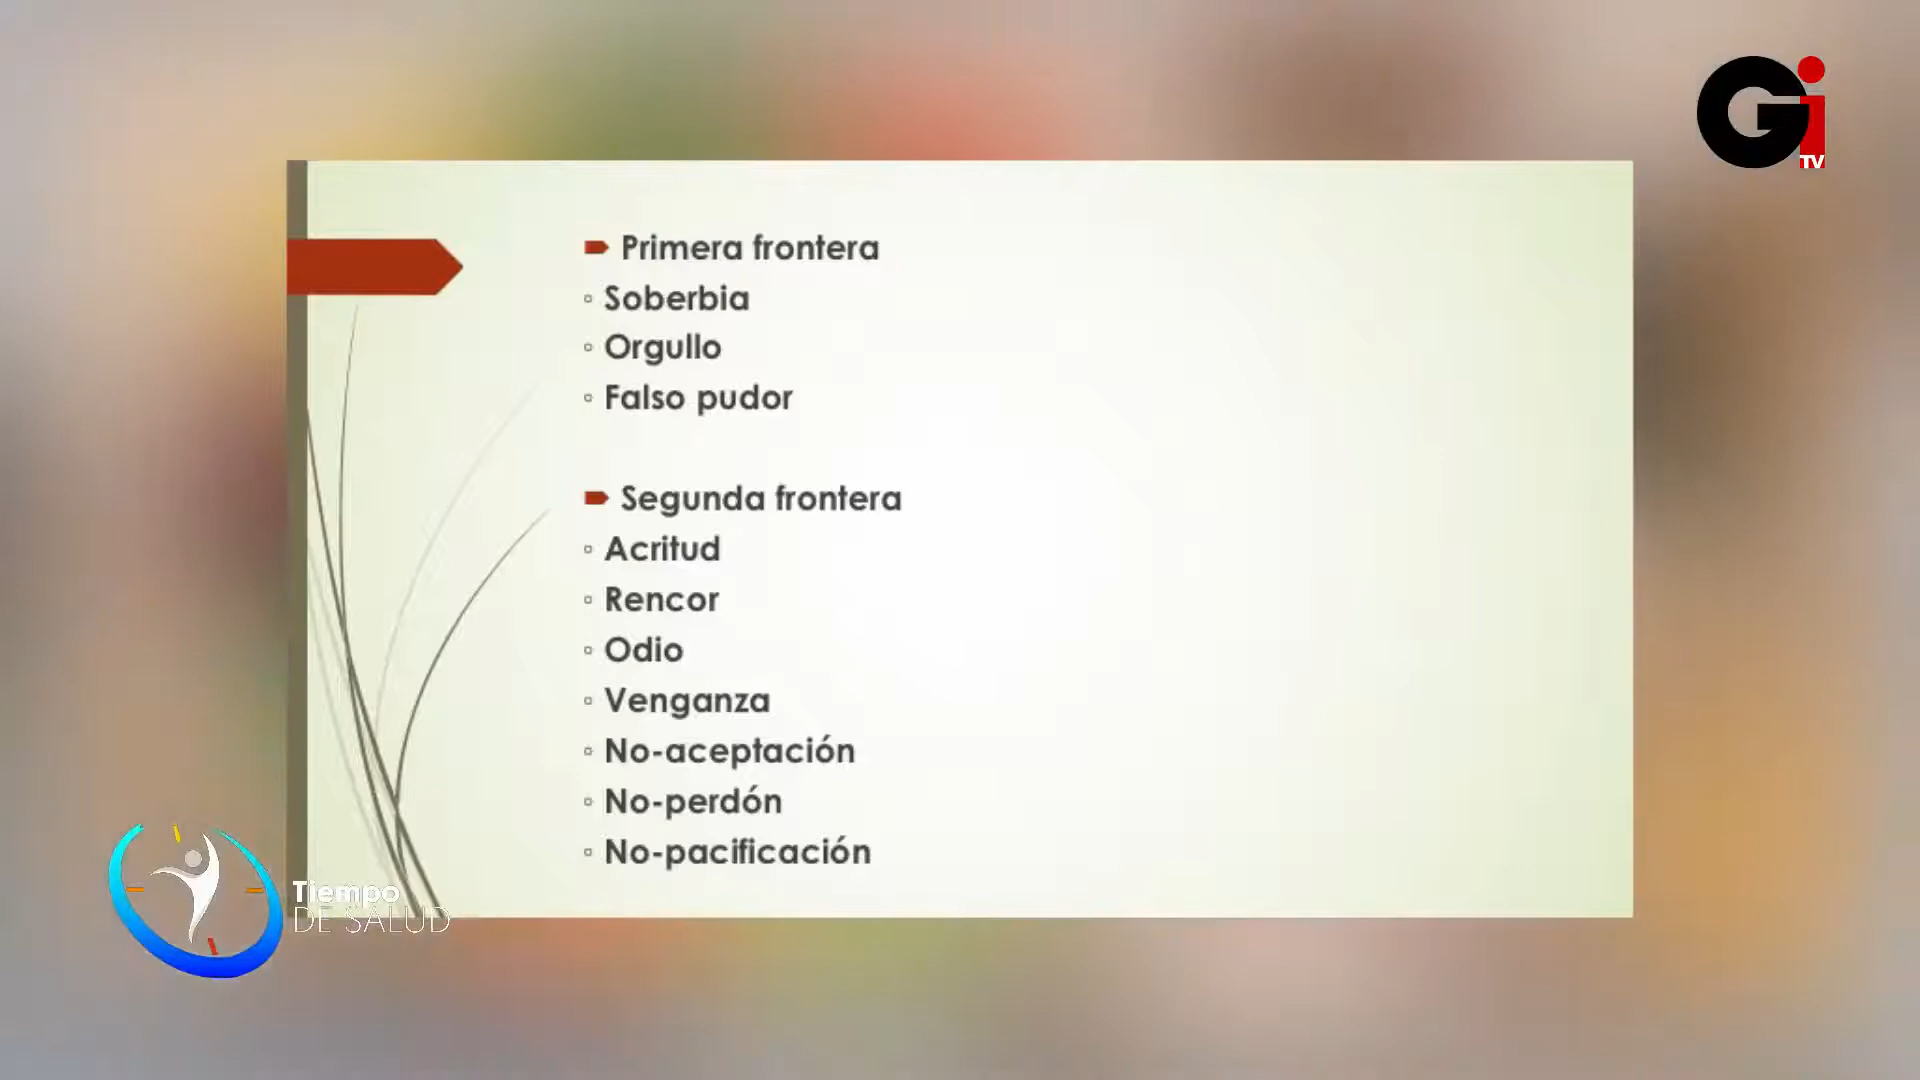 Gi
TV
Primera frontera
Soberbia
Orgullo
Falso pudor
Segunda frontera
Acritud
Rencor
Odio
Venganza
No-aceptación
No-perdón
No-pacificación
Tiempo
DE SALUD